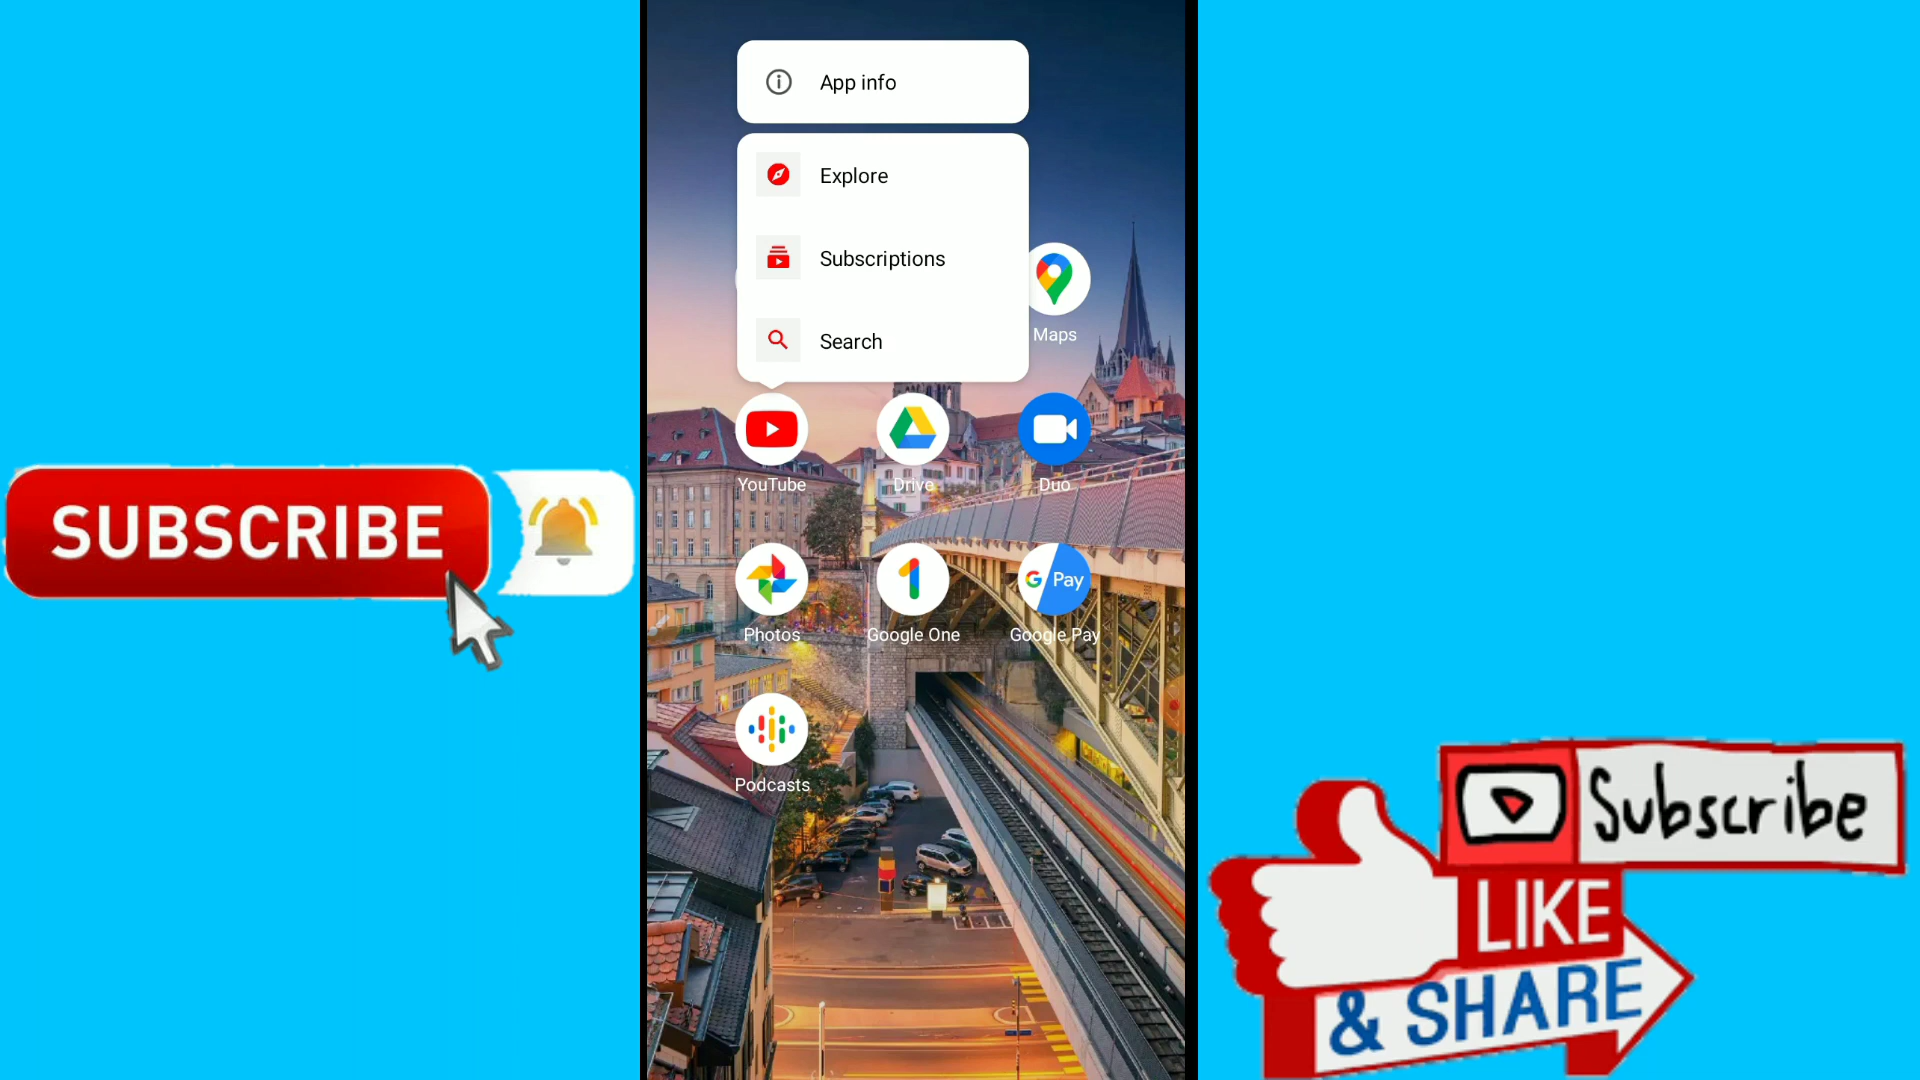 App info
Explore
Subscriptions
Search
Maps
YouTube
Drive
Duo
G Pay
Photos
Google One
Google Pay
Podcasts
SUBSCRIBE
Subscribe
LIKE
& SHARE